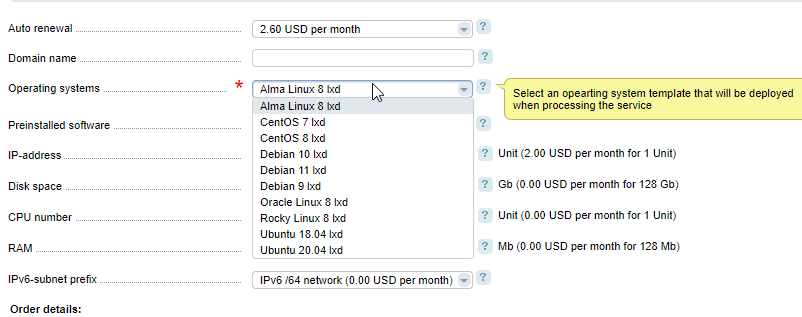 Auto renewal 2.60 USD per month ?
Domain name ?
Operating systems * Alma Linux 8 lxd ?
Select an opearting system template that will be deployed
when processing the service
Alma Linux 8 lxd
CentOS 7 lxd
CentOS 8 lxd
Debian 10 lxd
Debian 11 lxd
Debian 9 lxd
Oracle Linux 8 lxd
Rocky Linux 8 lxd
Ubuntu 18.04 lxd
Ubuntu 20.04 lxd
Preinstalled software ?
IP-address ? Unit (2.00 USD per month for 1 Unit)
Disk space ? Gb (0.00 USD per month for 128 Gb)
CPU number ? Unit (0.00 USD per month for 1 Unit)
RAM ? Mb (0.00 USD per month for 128 Mb)
IPv6-subnet prefix IPv6 /64 network (0.00 USD per month) ?
Order details: